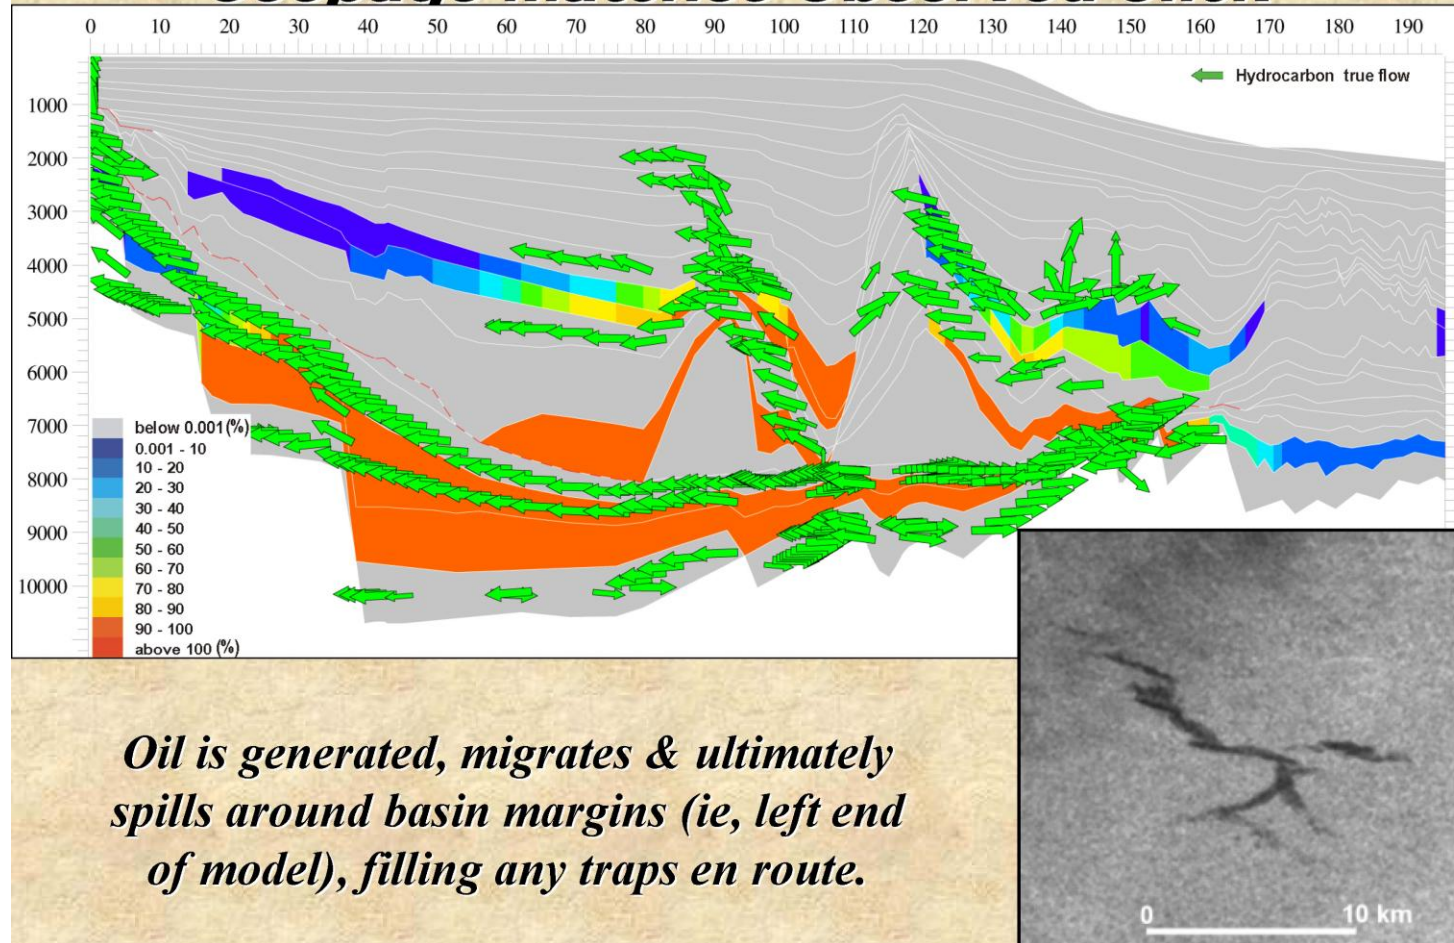 Seepage matches observed slick
0 10 20 30 40 50 60 70 80 90 100 110 120 130 140 150 160 170 180 190
Hydrocarbon true flow
1000
2000
3000
4000
5000
6000
7000
8000
9000
10000
below 0.001 (%)
0.001 - 10
10 - 20
20 - 30
30 - 40
40 - 50
50 - 60
60 - 70
70 - 80
80 - 90
90 - 100
above 100 (%)
Oil is generated, migrates & ultimately
spills around basin margins (ie, left end
of model), filling any traps en route.
0 10 km